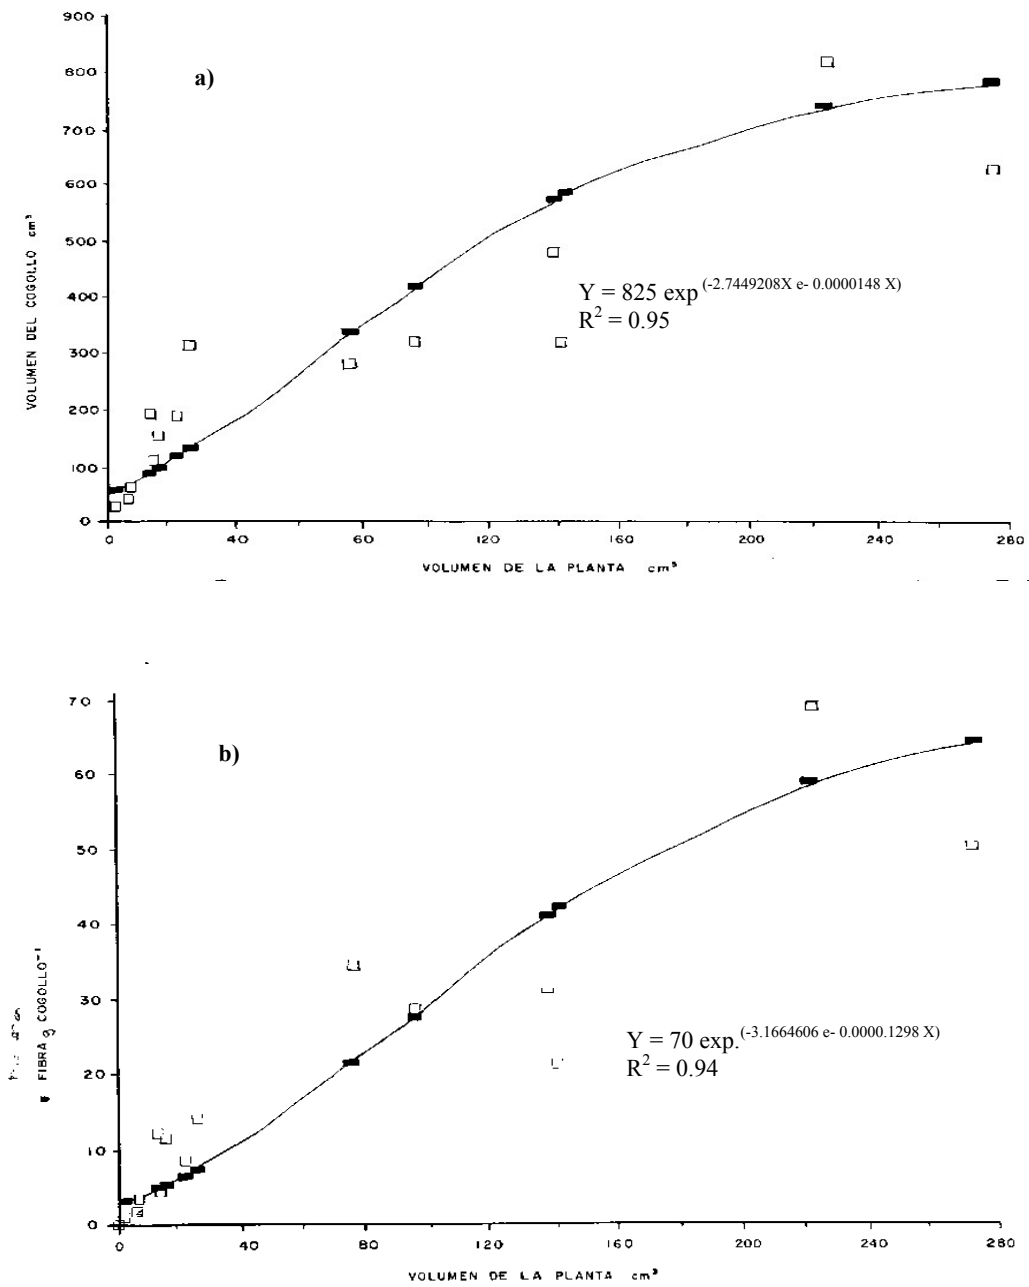 900
800
700
600
500
400
300
200
100
0
VOLUMEN DEL COGOLLO cm³
a)
Y = 825 exp (-2.7449208X e- 0.0000148 X)
R² = 0.95
0 40 80 120 160 200 240 280
VOLUMEN DE LA PLANTA cm³
70
60
50
40
30
20
10
0
FIBRA g COGOLLO⁻¹
b)
Y = 70 exp. (-3.1664606 e- 0.0000.1298 X)
R² = 0.94
0 40 80 120 160 200 240 280
VOLUMEN DE LA PLANTA cm³